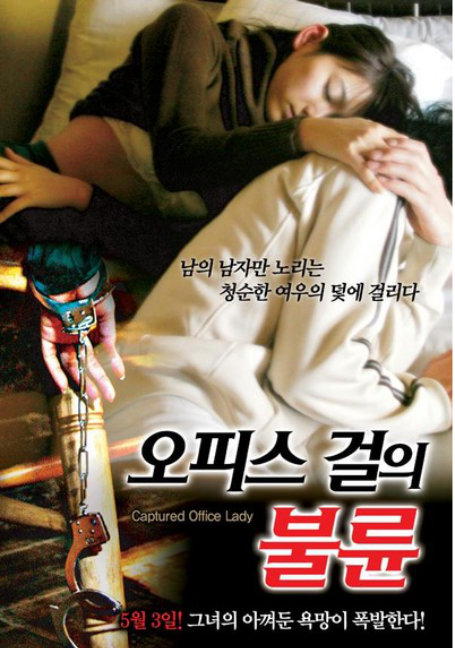 남의 남자만 노리는
청순한 여우의 덫에 걸리다
오피스 걸의
Captured Office Lady
불륜
5월 3일! 그녀의 아껴둔 욕망이 폭발한다!